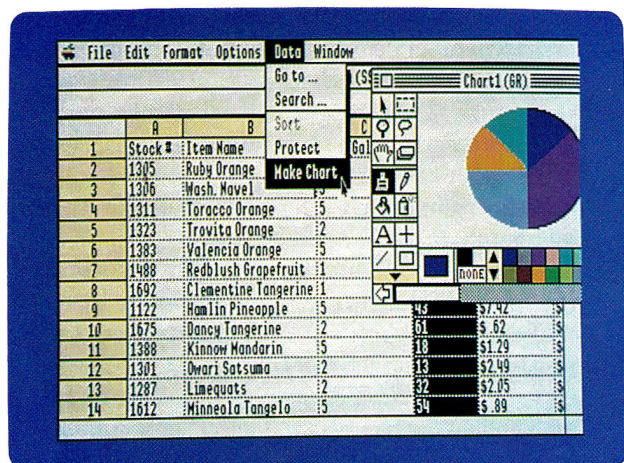 File Edit Format Options Data Window
Go to ...
Search ...
Sort
Protect
Make Chart
Chart1 (GR)
A B C
1 Stock # Item Name Gal
2 1305 Ruby Orange
3 1306 Wash. Navel 5
4 1311 Toracco Orange 5
5 1323 Trovita Orange 2
6 1383 Valencia Orange 5
7 1488 Redblush Grapefruit 1
8 1692 Clementine Tangerine 1
9 1122 Hamlin Pineapple 5 43 $7.42 $
10 1675 Dancy Tangerine 2 61 $ .62 $
11 1388 Kinnow Mandarin 5 18 $1.29 $
12 1301 Owari Satsuma 2 13 $2.49 $
13 1287 Limequats 2 32 $2.05 $
14 1612 Minneola Tangelo 5 54 $ .89 $
A
none